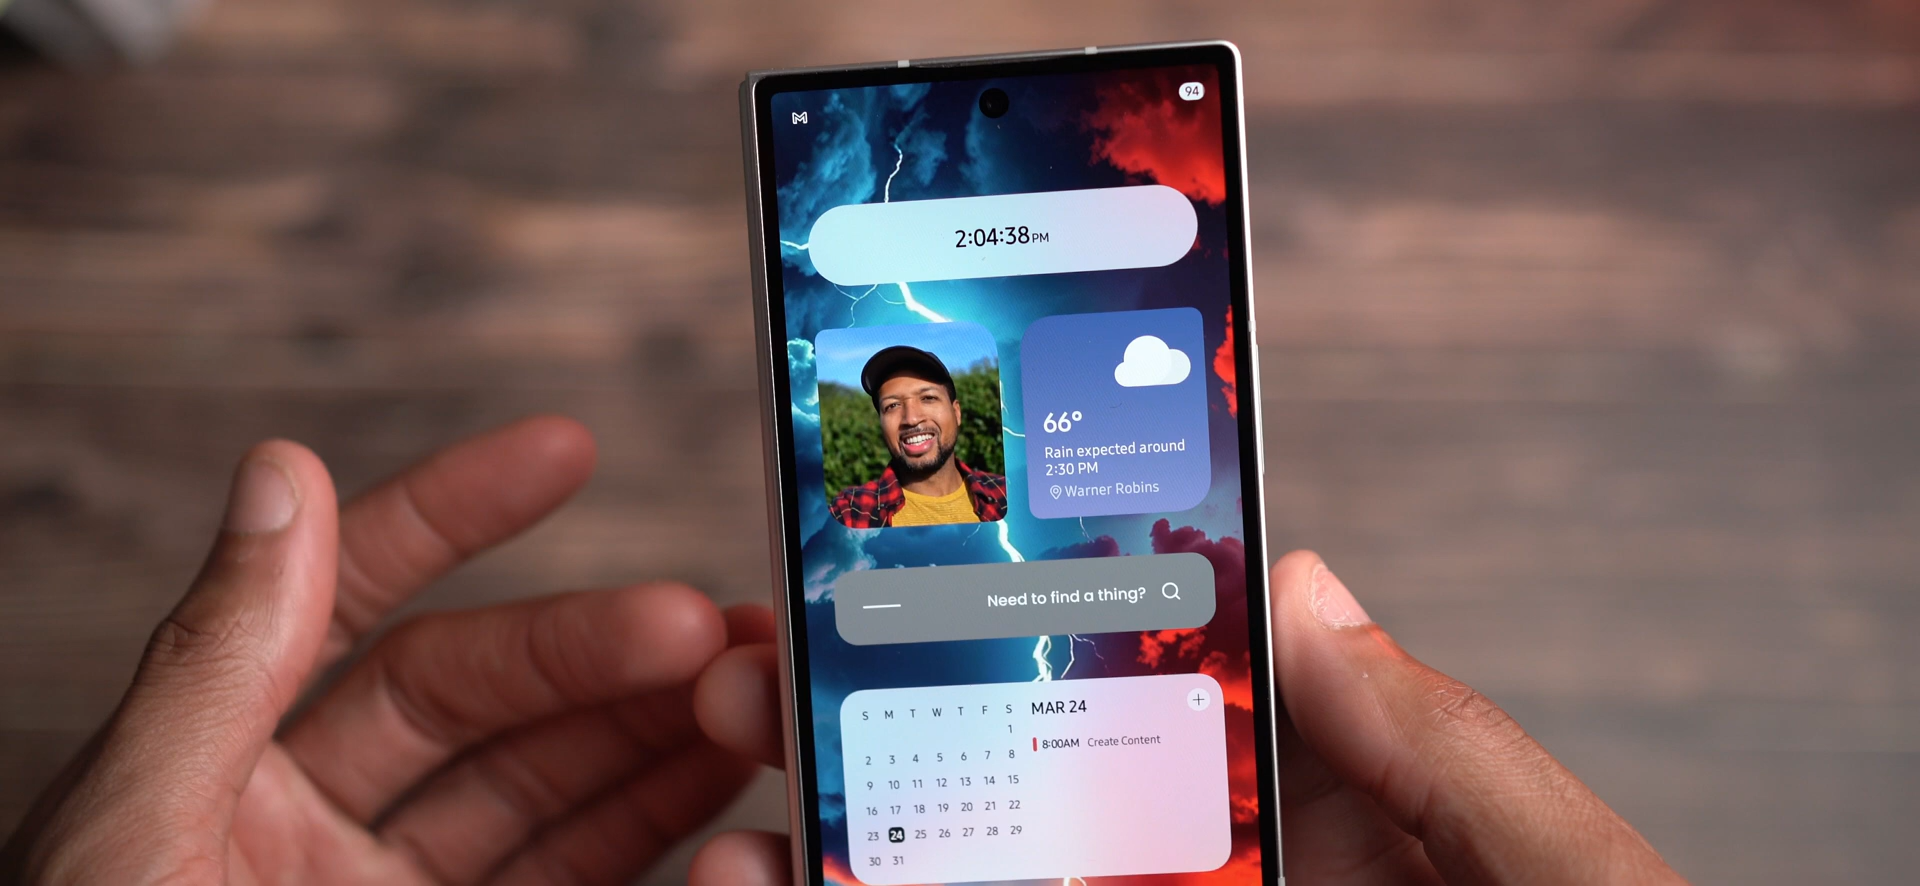 94
2:04:38PM
66°
Rain expected around
2:30 PM
Warner Robins
Need to find a thing?
S M T W T F S
1
2 3 4 5 6 7 8
9 10 11 12 13 14 15
16 17 18 19 20 21 22
23 24 25 26 27 28 29
30 31
MAR 24
8:00AM Create Content